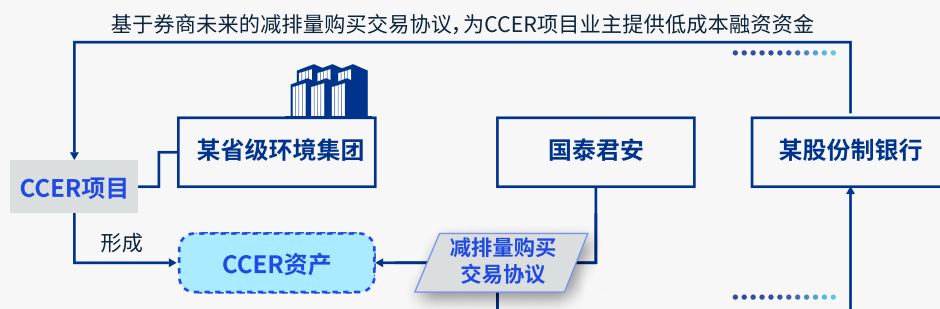 基于券商未来的减排量购买交易协议，为CCER项目业主提供低成本融资资金
某省级环境集团
国泰君安
某股份制银行
CCER项目
形成
CCER资产
减排量购买
交易协议